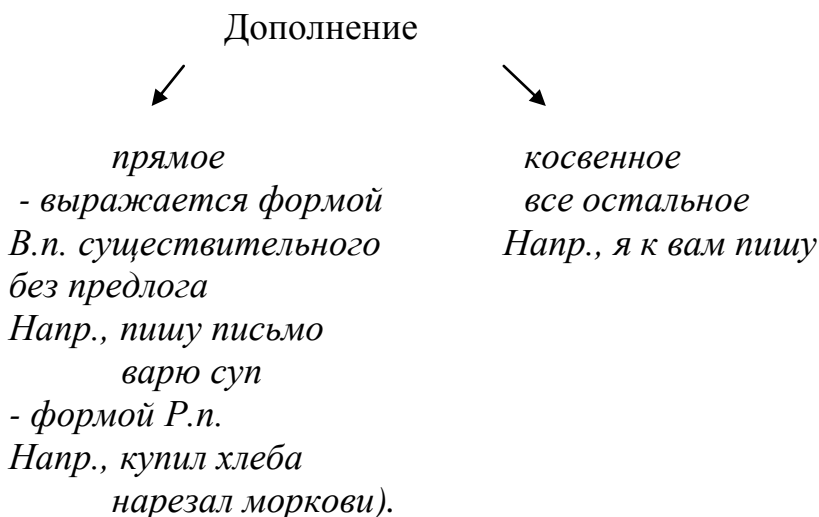 Дополнение
прямое
- выражается формой
В.п. существительного
без предлога
Напр., пишу письмо
варю суп
- формой Р.п.
Напр., купил хлеба
нарезал моркови).
косвенное
все остальное
Напр., я к вам пишу